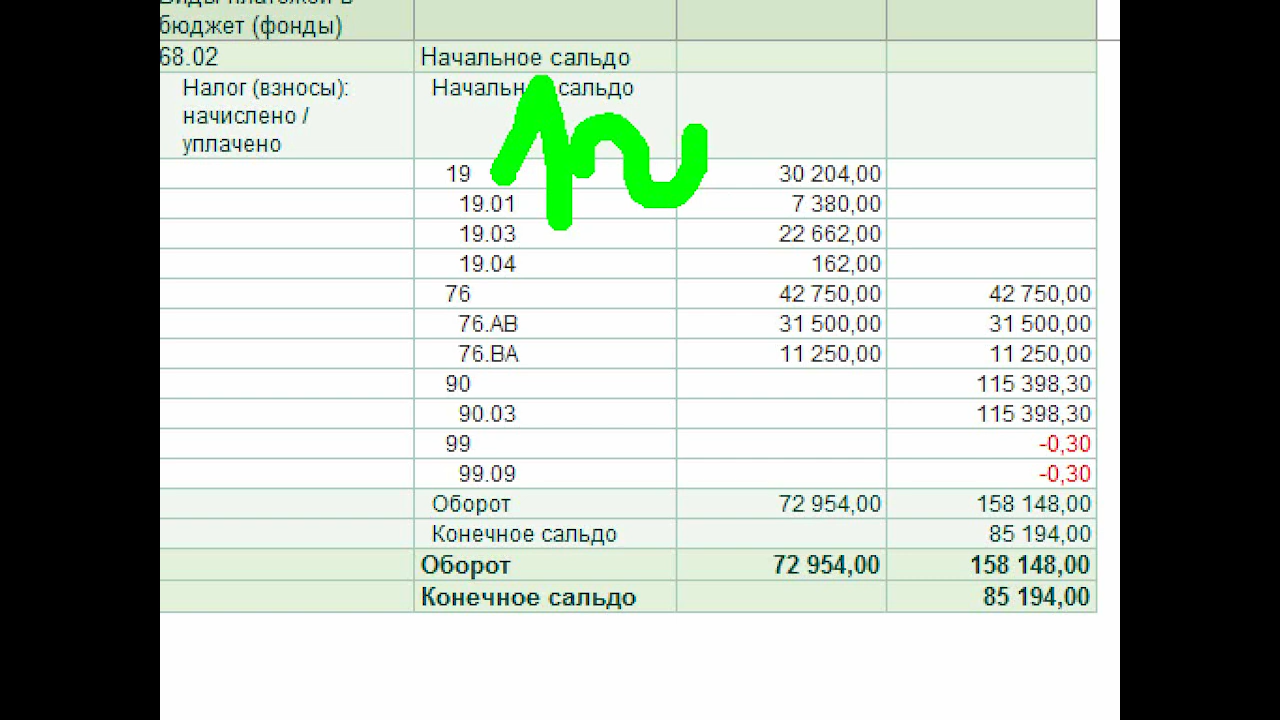 бюджет (фонды)
68.02 Начальное сальдо
Налог (взносы): начислено / уплачено Начальное сальдо
19 30 204,00
19.01 7 380,00
19.03 22 662,00
19.04 162,00
76 42 750,00 42 750,00
76.АВ 31 500,00 31 500,00
76.ВА 11 250,00 11 250,00
90 115 398,30
90.03 115 398,30
99 -0,30
99.09 -0,30
Оборот 72 954,00 158 148,00
Конечное сальдо 85 194,00
Оборот 72 954,00 158 148,00
Конечное сальдо 85 194,00